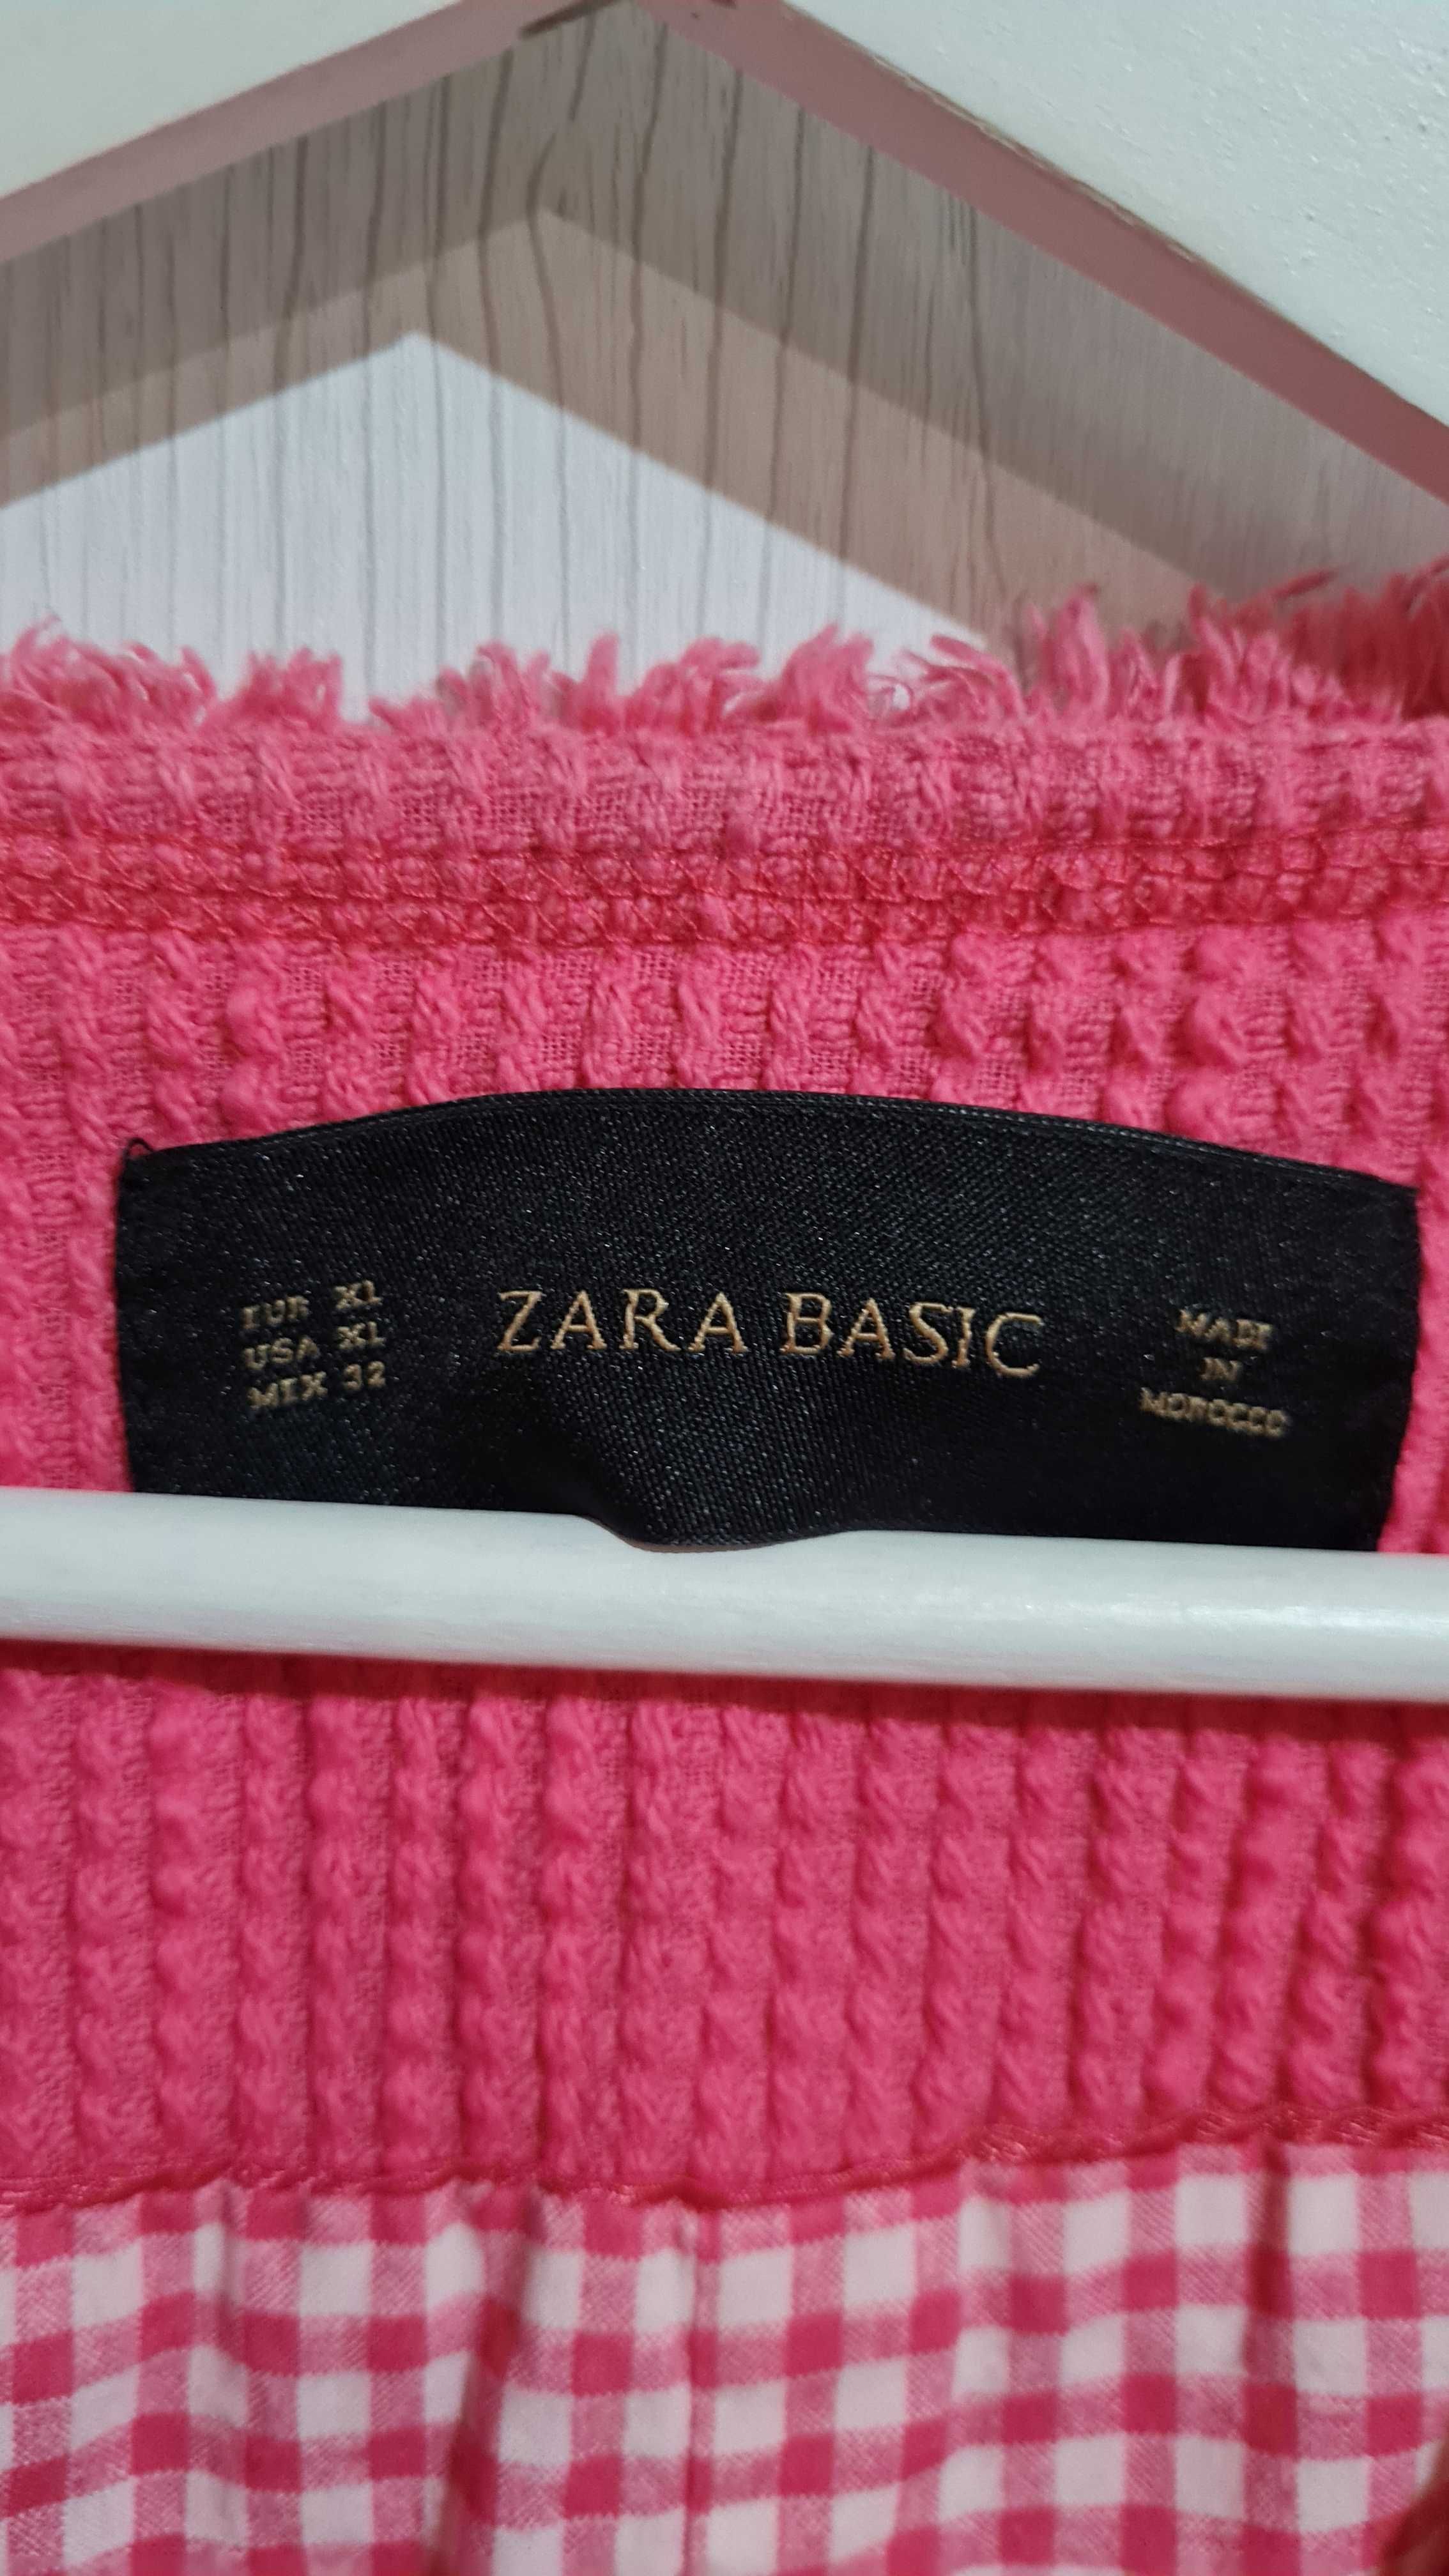 EUR XL
USA XL
MEX 32
ZARA BASIC
MADE
IN
MOROCCO